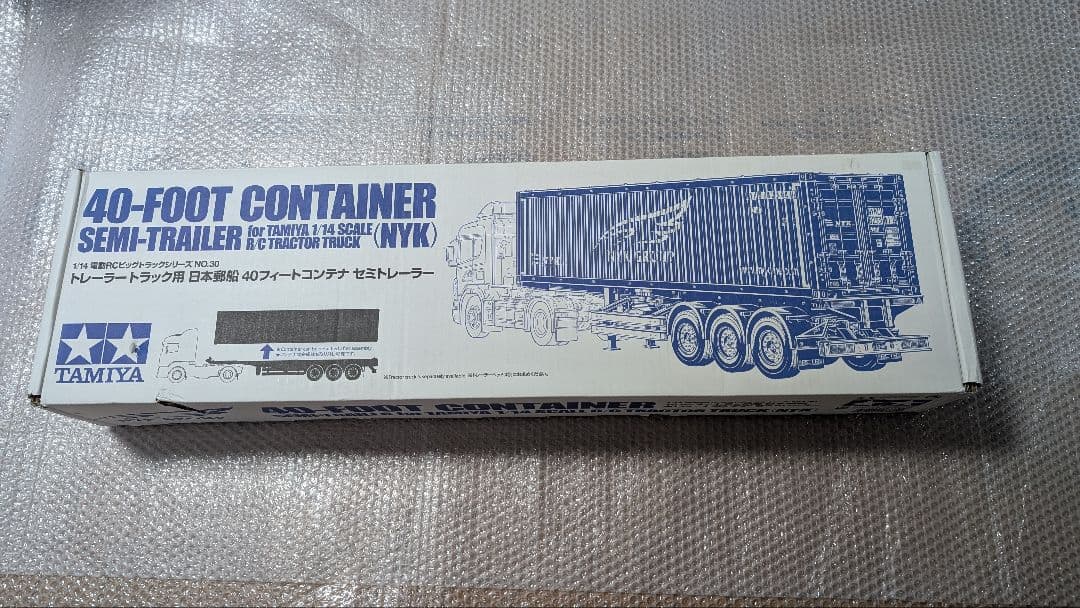 40-FOOT CONTAINER
SEMI-TRAILER for TAMIYA 1/14 SCALE R/C TRACTOR TRUCK (NYK)
1/14 電動RCビッグトラックシリーズ NO.30
トレーラートラック用 日本郵船 40フィートコンテナ セミトレーラー
TAMIYA
NYK GROUP
40-FOOT CONTAINER